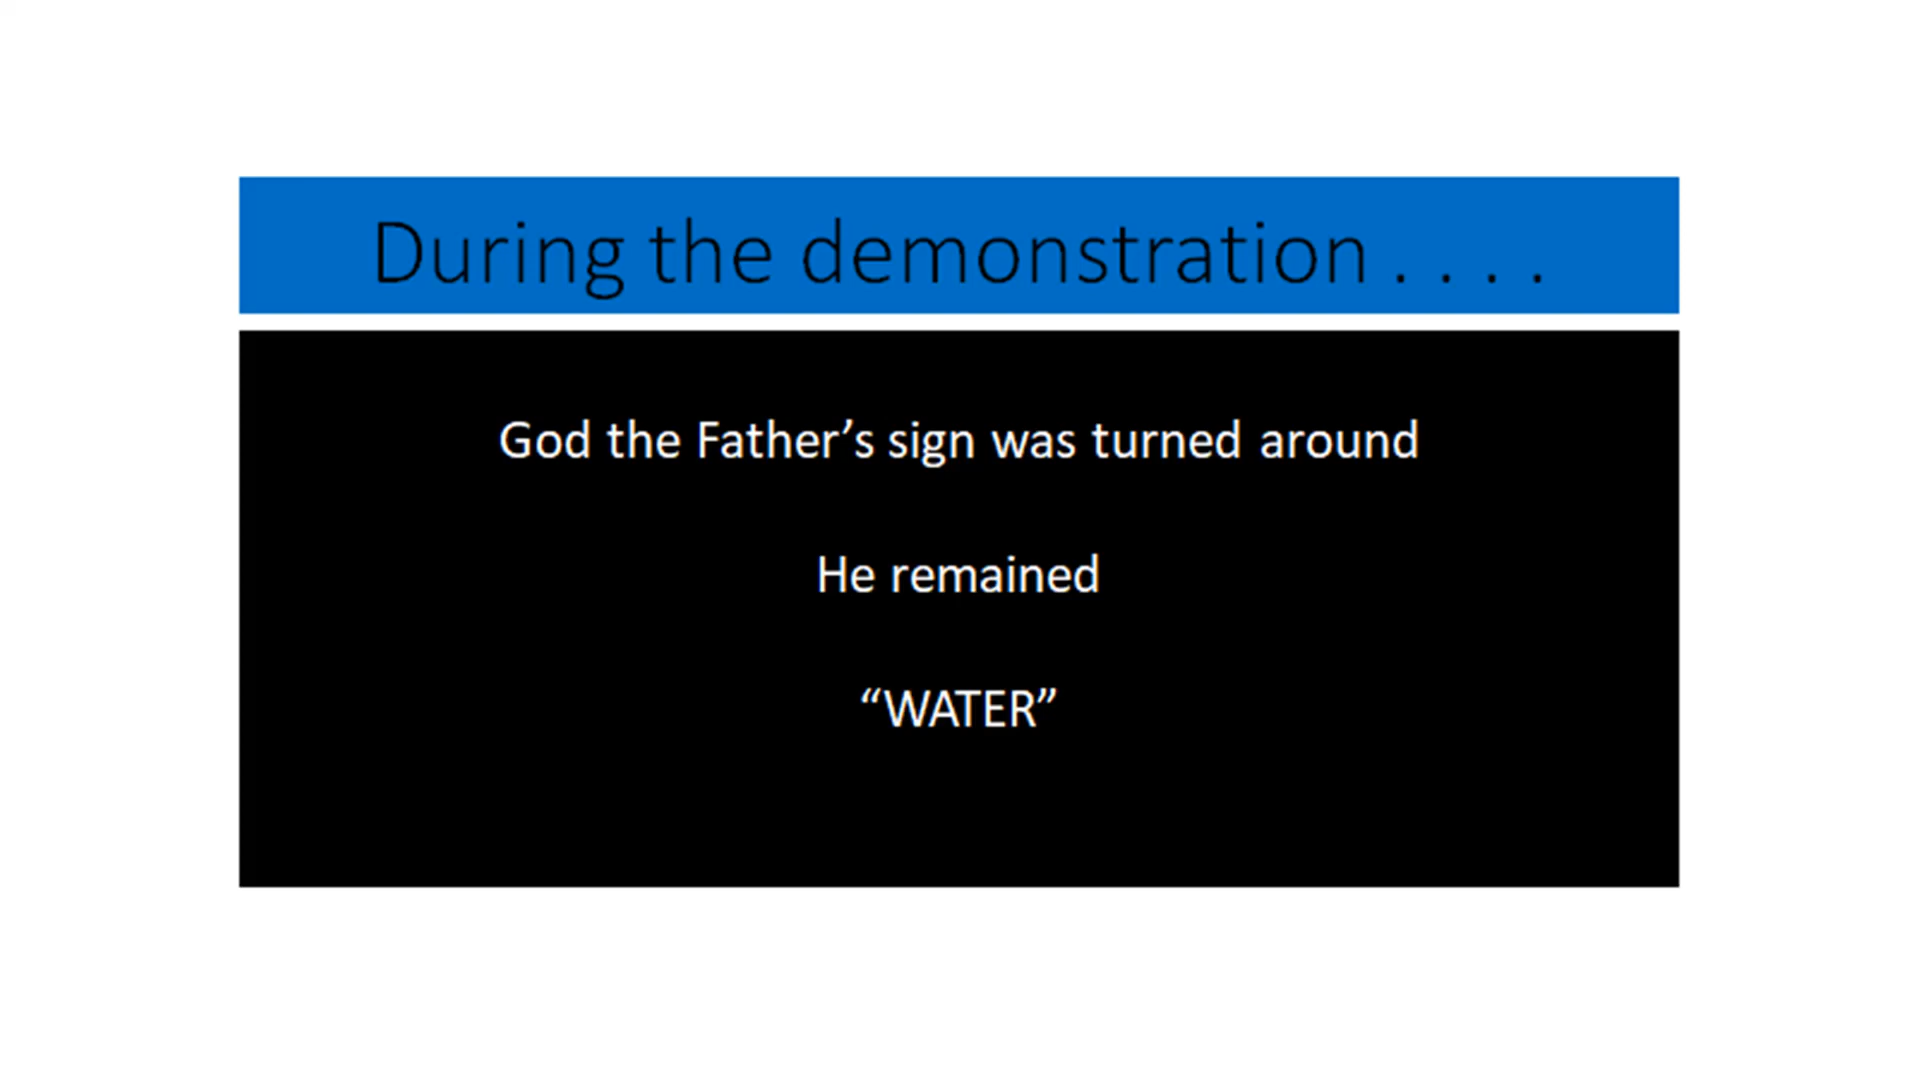 During the demonstration . . . .
God the Father’s sign was turned around
He remained
“WATER”